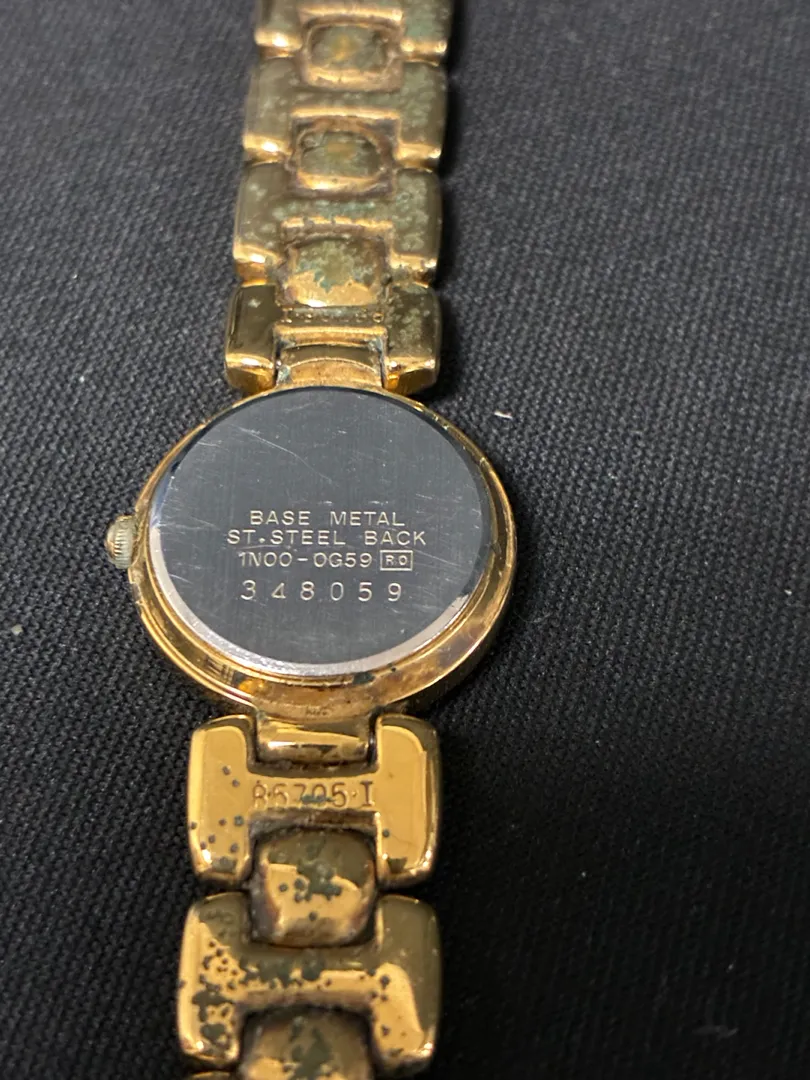 BASE METAL
ST.STEEL BACK
1N00-0G59 R0
348059
B6705·I